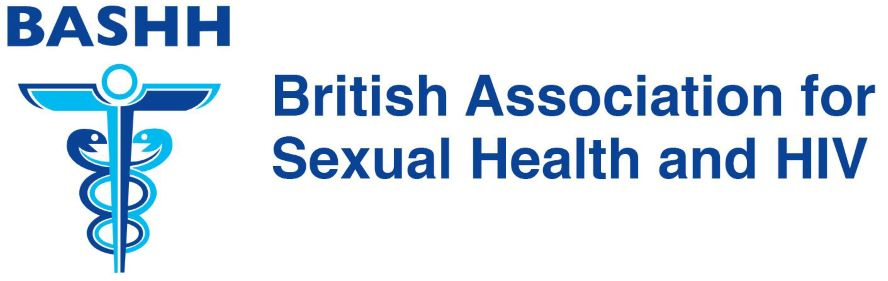 BASHH
British Association for
Sexual Health and HIV